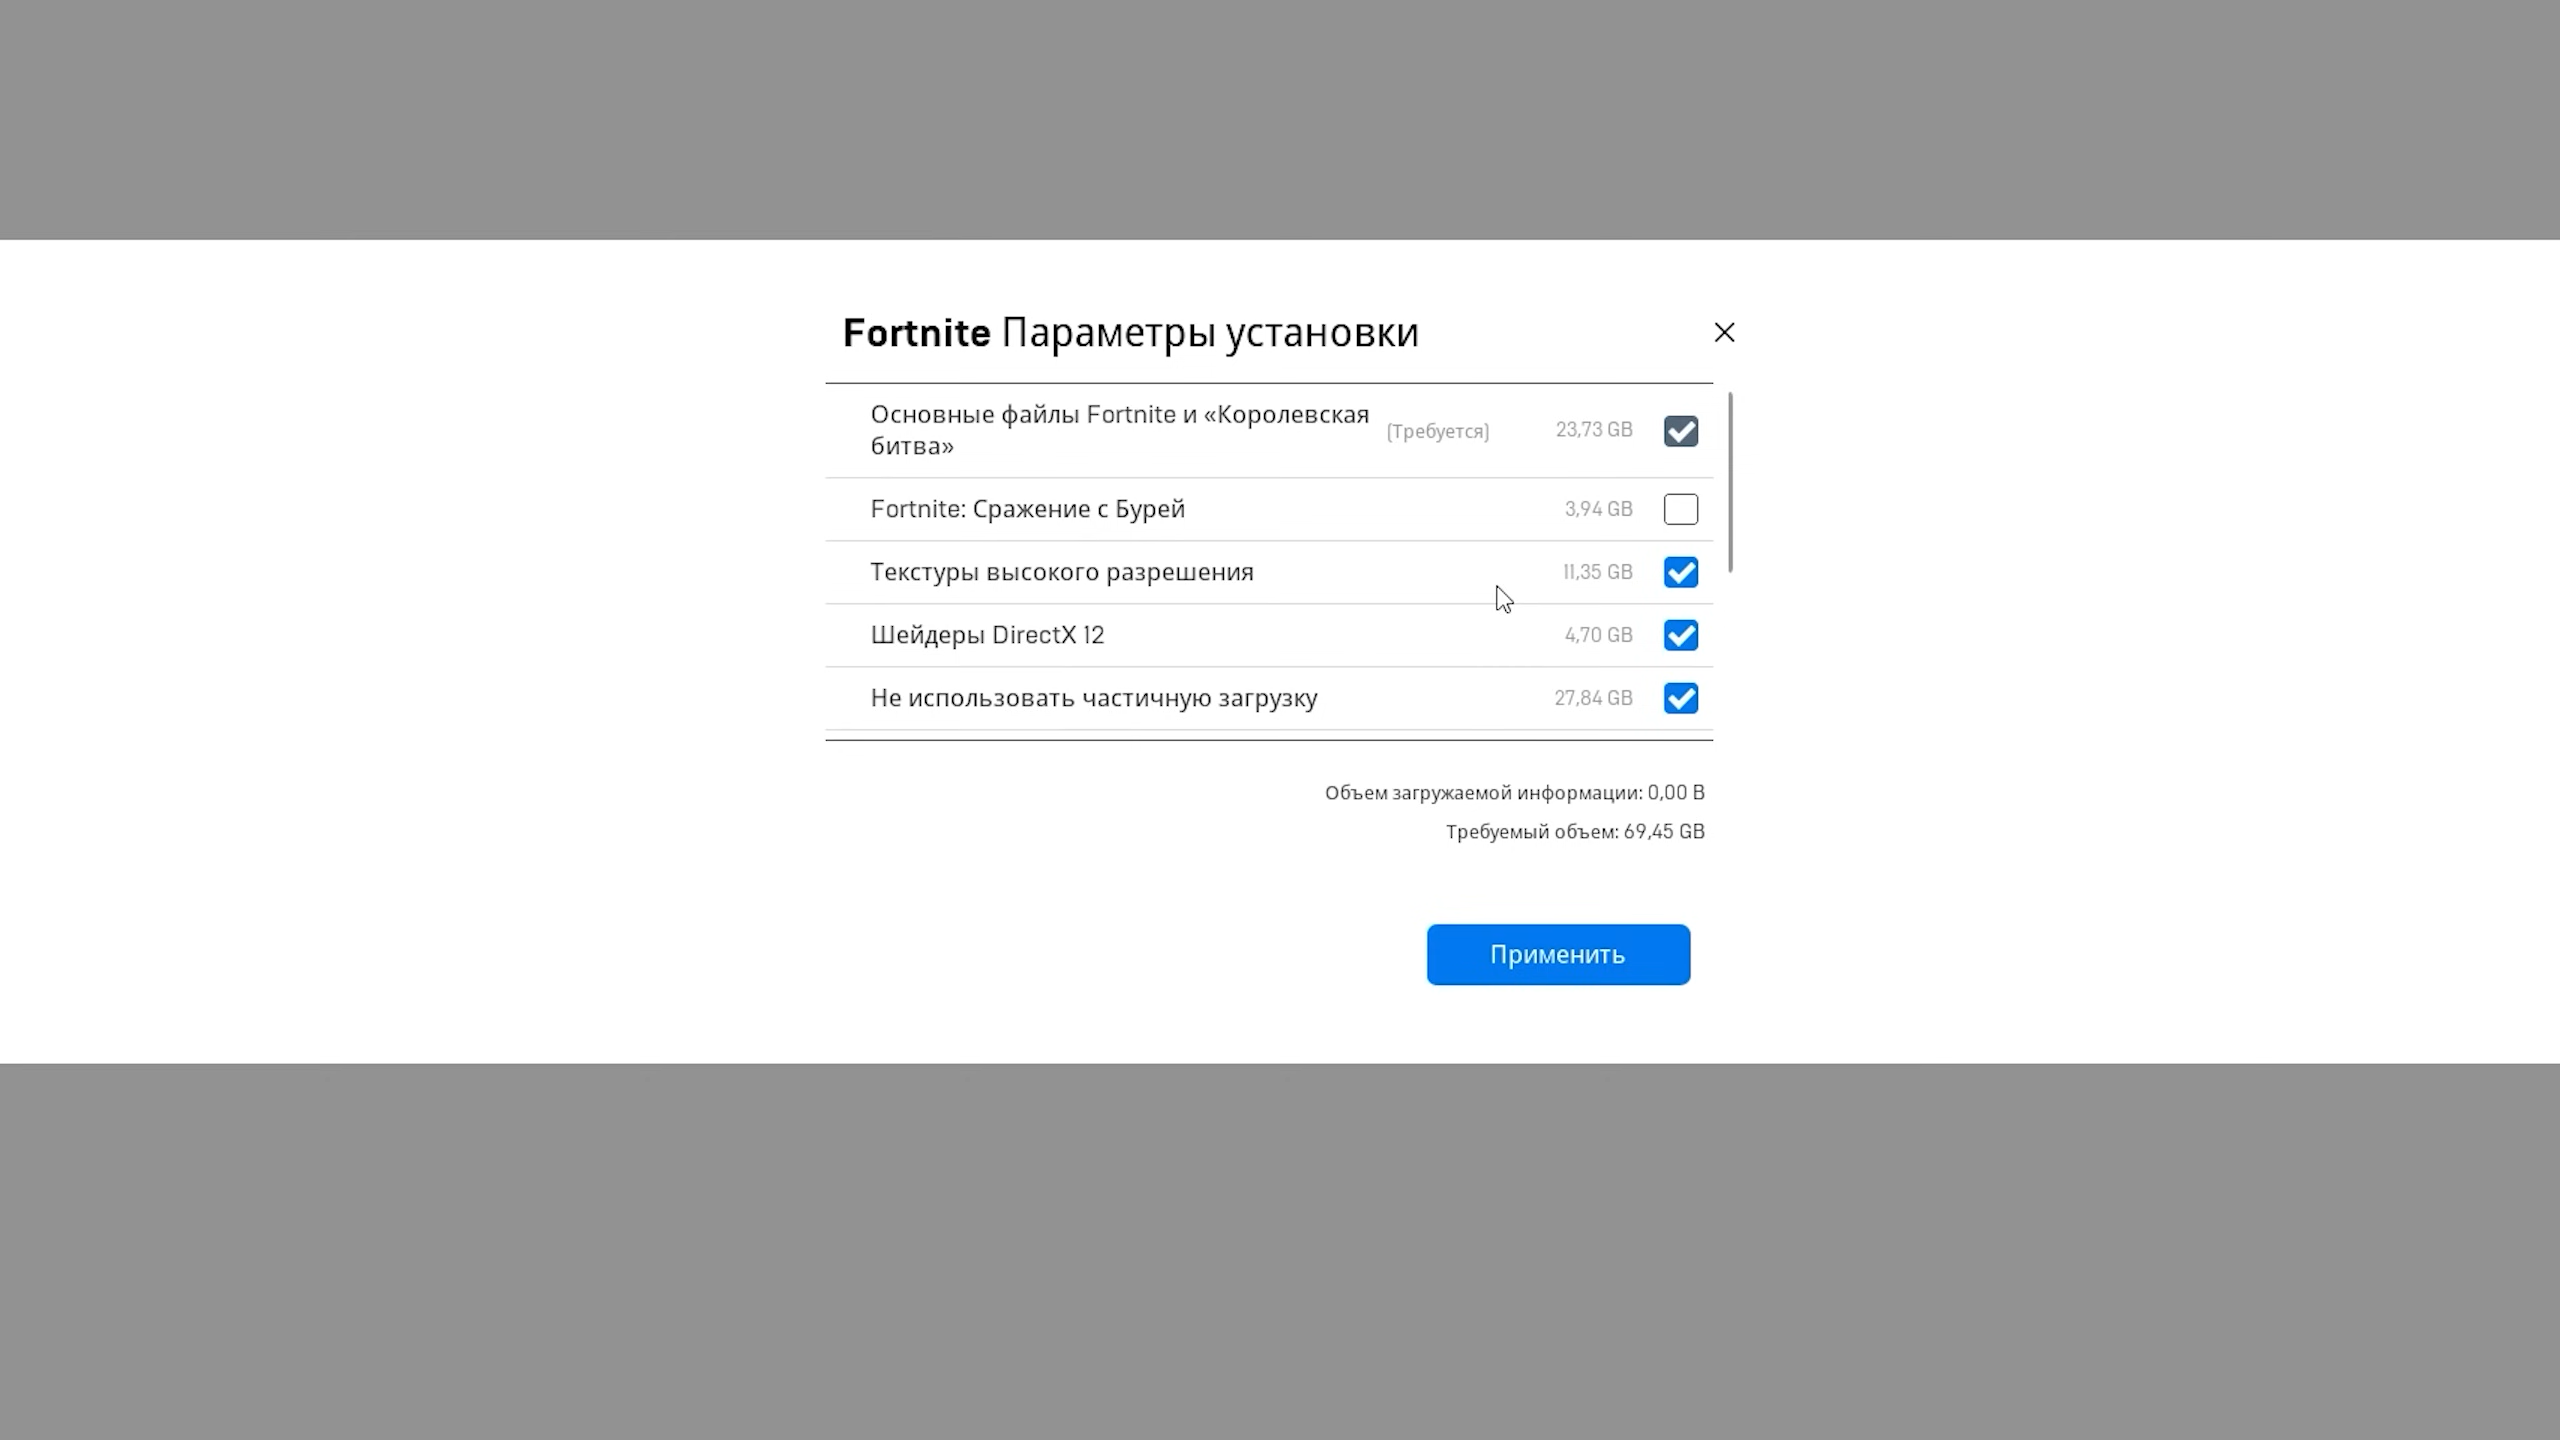 Fortnite Параметры установки
Основные файлы Fortnite и «Королевская
битва»
(Требуется)
23,73 GB
Fortnite: Сражение с Бурей
3,94 GB
Текстуры высокого разрешения
11,35 GB
Шейдеры DirectX 12
4,70 GB
Не использовать частичную загрузку
27,84 GB
Объем загружаемой информации: 0,00 B
Требуемый объем: 69,45 GB
Применить